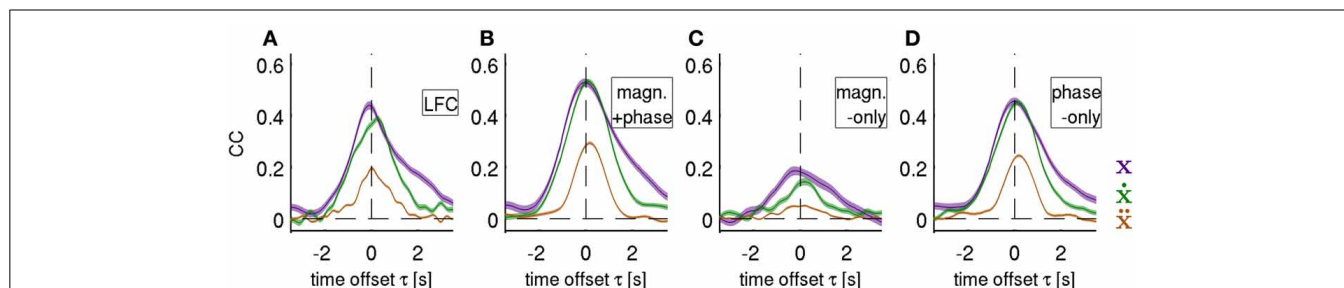 A
B
C
D
0.6
0.4
0.2
0
CC
LFC
-2 0 2
time offset τ [s]
0.6
0.4
0.2
0
magn.
+phase
-2 0 2
time offset τ [s]
0.6
0.4
0.2
0
magn.
-only
-2 0 2
time offset τ [s]
0.6
0.4
0.2
0
phase
-only
-2 0 2
time offset τ [s]
x
ẋ
ẍ